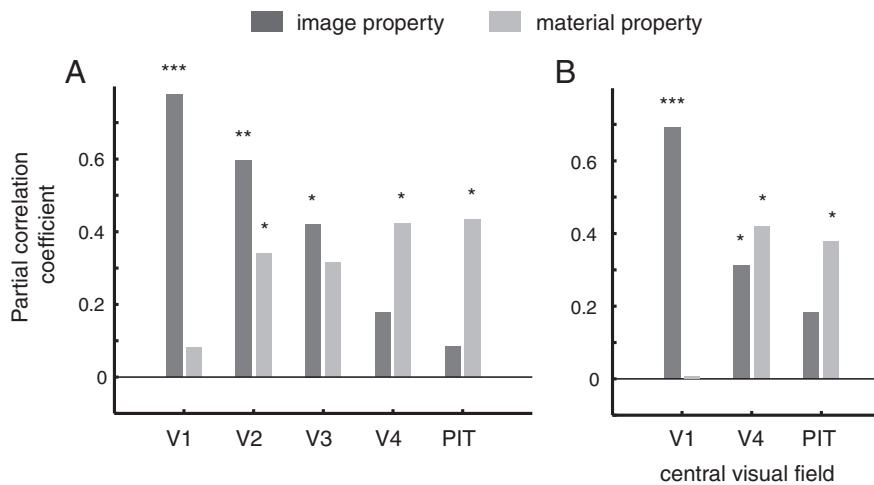 image property
material property
A
B
***
**
*
*
*
*
***
*
*
*
Partial correlation
coefficient
0.6
0.4
0.2
0
0.6
0.4
0.2
0
V1
V2
V3
V4
PIT
V1
V4
PIT
central visual field